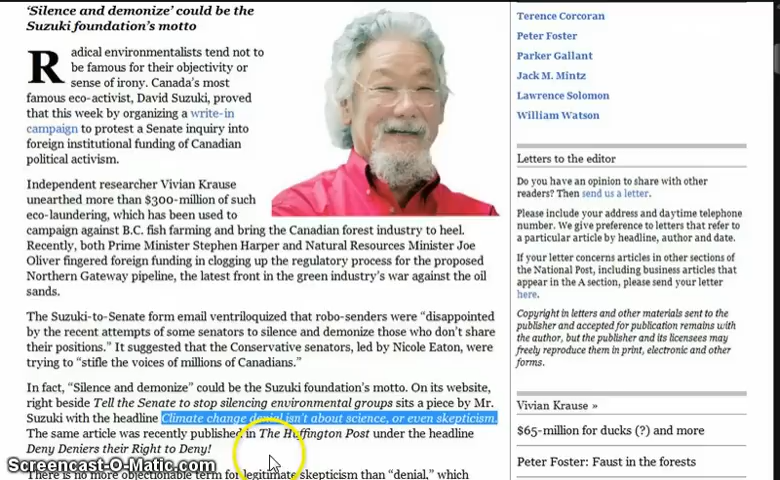 'Silence and demonize' could be the
Suzuki foundation's motto
Radical environmentalists tend not to
be famous for their objectivity or
sense of irony. Canada's most
famous eco-activist, David Suzuki, proved
that this week by organizing a write-in
campaign to protest a Senate inquiry into
foreign institutional funding of Canadian
political activism.
Independent researcher Vivian Krause
unearthed more than $300-million of such
eco-laundering, which has been used to
campaign against B.C. fish farming and bring the Canadian forest industry to heel.
Recently, both Prime Minister Stephen Harper and Natural Resources Minister Joe
Oliver fingered foreign funding in clogging up the regulatory process for the proposed
Northern Gateway pipeline, the latest front in the green industry's war against the oil
sands.
The Suzuki-to-Senate form email ventriloquized that robo-senders were "disappointed
by the recent attempts of some senators to silence and demonize those who don't share
their positions." It suggested that the Conservative senators, led by Nicole Eaton, were
trying to "stifle the voices of millions of Canadians."
In fact, "Silence and demonize" could be the Suzuki foundation's motto. On its website,
right beside Tell the Senate to stop silencing environmental groups sits a piece by Mr.
Suzuki with the headline Climate change denial isn't about science, or even skepticism.
The same article was recently published in The Huffington Post under the headline
Deny Deniers their Right to Deny!
There is no more objectionable term for legitimate skepticism than "denial," which
Screencast-O-Matic.com
Terence Corcoran
Peter Foster
Parker Gallant
Jack M. Mintz
Lawrence Solomon
William Watson
Letters to the editor
Do you have an opinion to share with other
readers? Then send us a letter.
Please include your address and daytime telephone
number. We give preference to letters that refer to
a particular article by headline, author and date.
If your letter concerns articles in other sections of
the National Post, including business articles that
appear in the A section, please send your letter
here.
Copyright in letters and other materials sent to the
publisher and accepted for publication remains with
the author, but the publisher and its licensees may
freely reproduce them in print, electronic and other
forms.
Vivian Krause »
$65-million for ducks (?) and more
Peter Foster: Faust in the forests